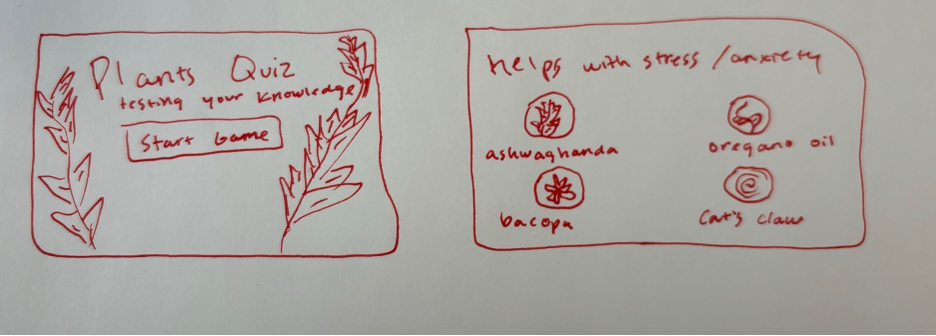 Plants Quiz
testing your knowledge
Start Game
Helps with stress/anxiety
ashwaghanda
oregano oil
bacopa
Cat's claw